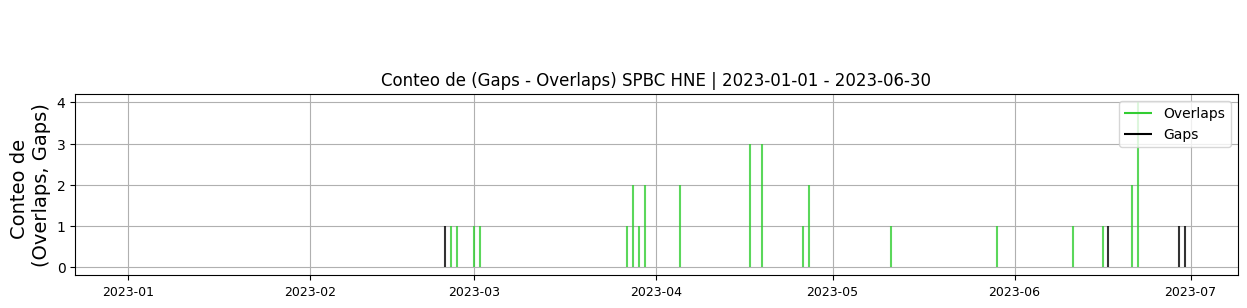 Conteo de (Gaps - Overlaps) SPBC HNE | 2023-01-01 - 2023-06-30
Conteo de
(Overlaps, Gaps)
4
3
2
1
0
Overlaps
Gaps
2023-01
2023-02
2023-03
2023-04
2023-05
2023-06
2023-07